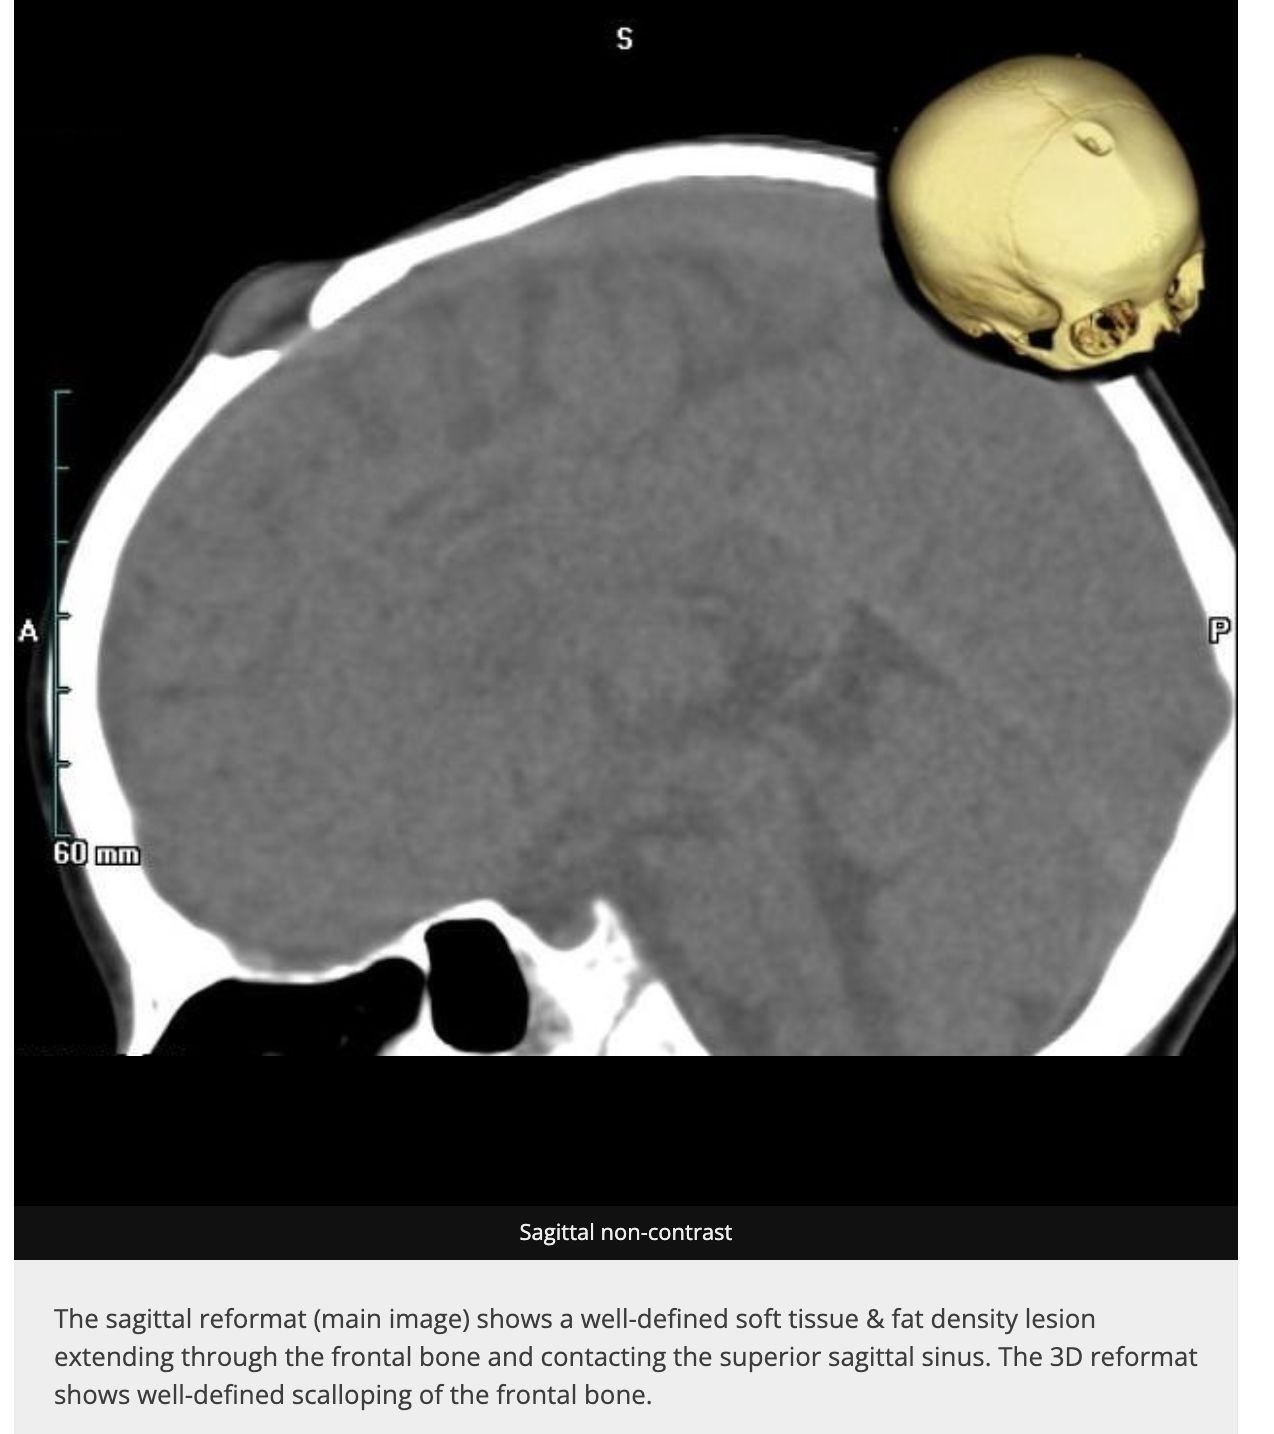 S
A
P
60 mm
Sagittal non-contrast
The sagittal reformat (main image) shows a well-defined soft tissue & fat density lesion
extending through the frontal bone and contacting the superior sagittal sinus. The 3D reformat
shows well-defined scalloping of the frontal bone.